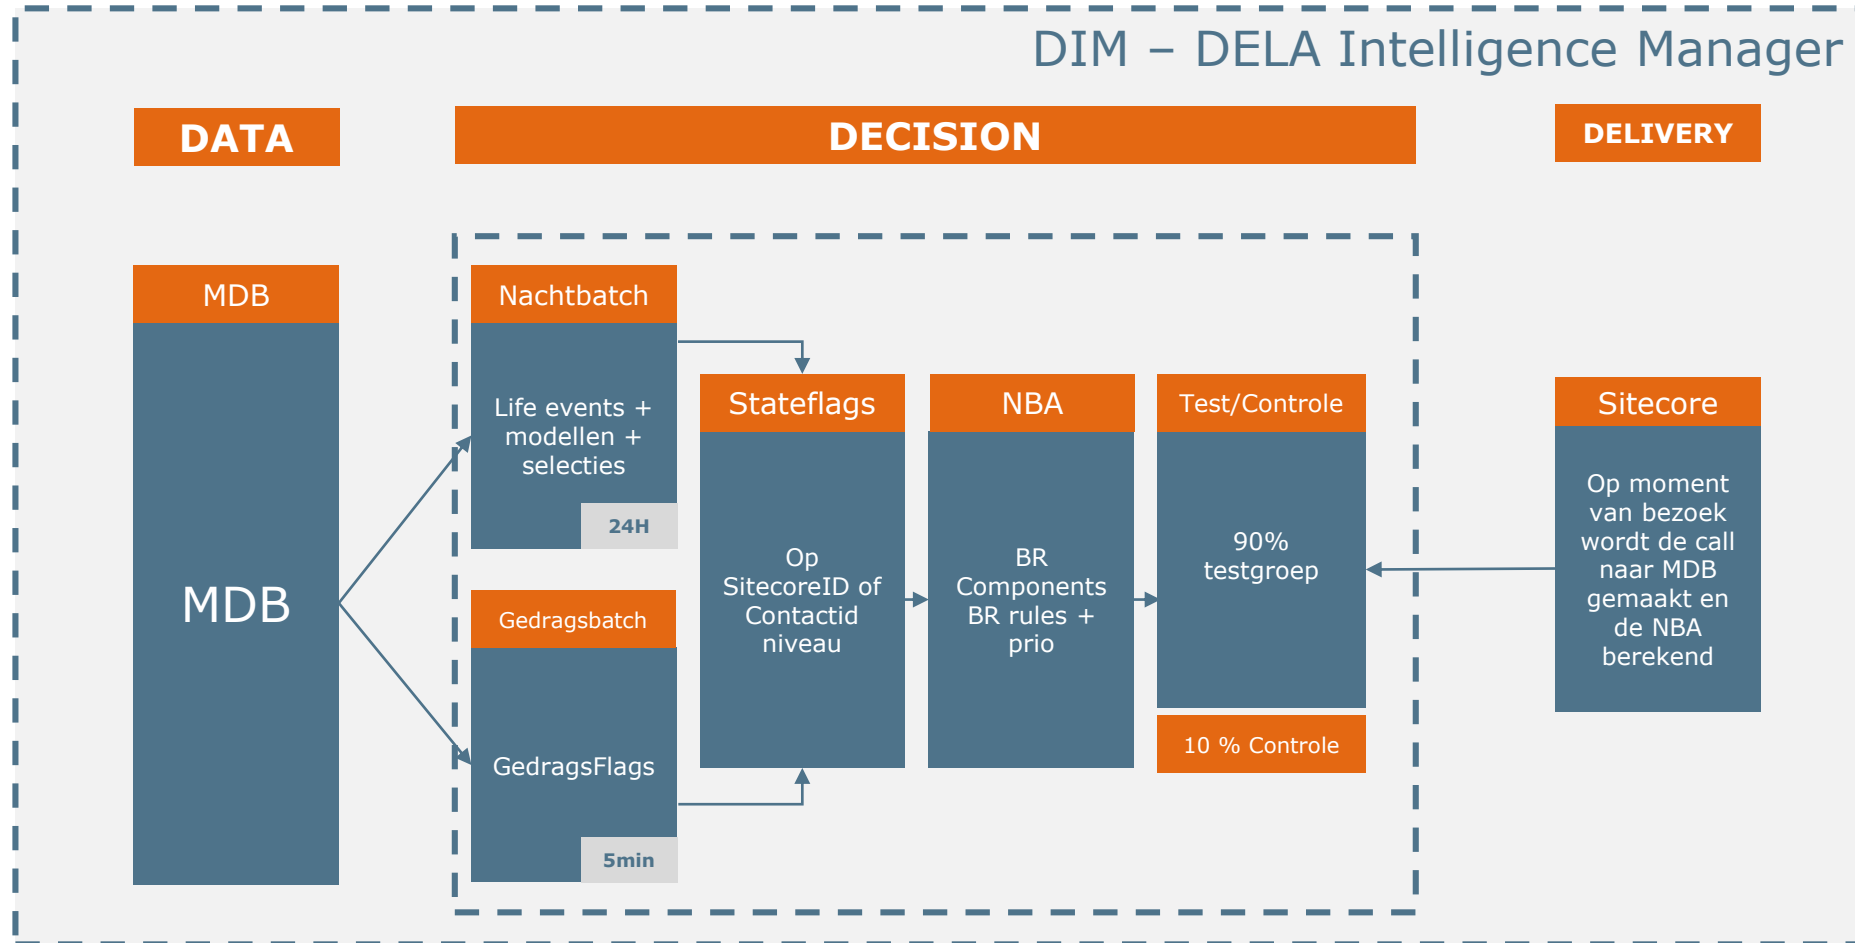 DIM – DELA Intelligence Manager
DATA
DECISION
DELIVERY
MDB
MDB
Nachtbatch
Life events +
modellen +
selecties
24H
Gedragsbatch
GedragsFlags
5min
Stateflags
Op
SitecoreID of
Contactid
niveau
NBA
BR
Components
BR rules +
prio
Test/Controle
90%
testgroep
10 % Controle
Sitecore
Op moment
van bezoek
wordt de call
naar MDB
gemaakt en
de NBA
berekend